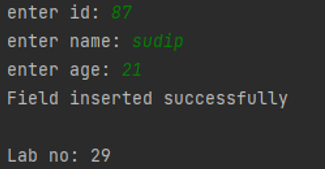 enter id: 87
enter name: sudip
enter age: 21
Field inserted successfully
Lab no: 29